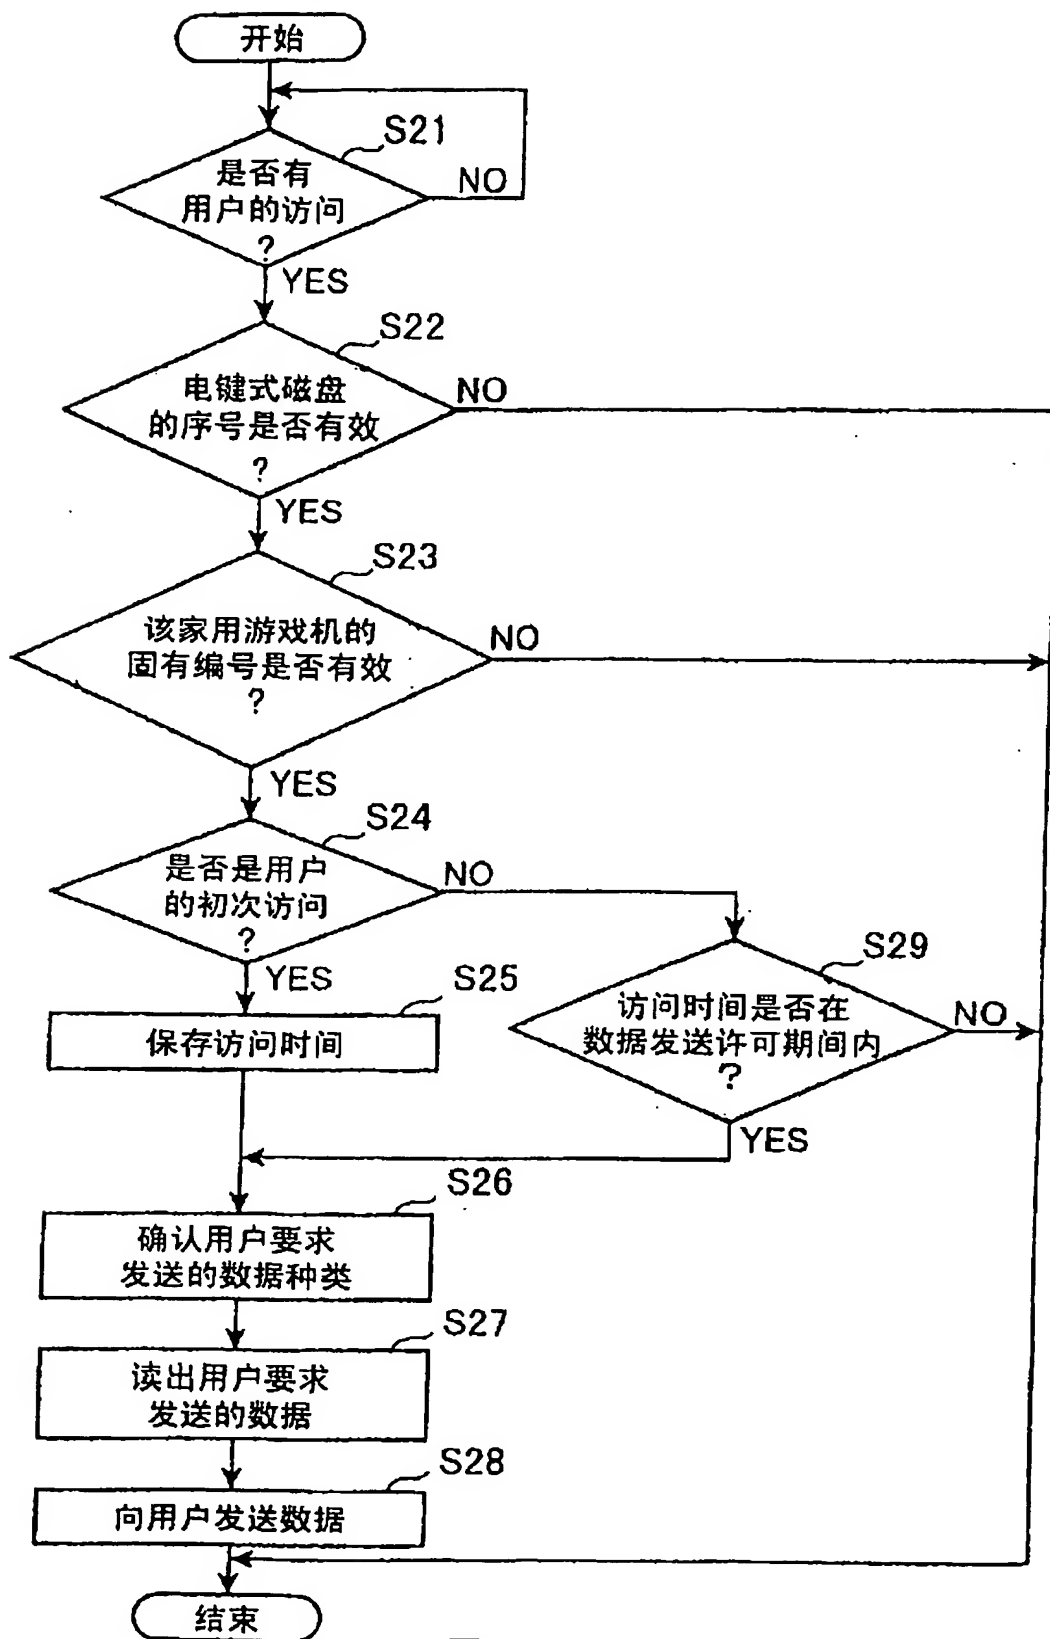 开始
S21
是否有
用户的访问
?
NO
YES
S22
电键式磁盘
的序号是否有效
?
NO
YES
S23
该家用游戏机的
固有编号是否有效
?
NO
YES
S24
是否是用户
的初次访问
?
NO
YES
S29
访问时间是否在
数据发送许可期间内
?
NO
YES
S25
保存访问时间
S26
确认用户要求
发送的数据种类
S27
读出用户要求
发送的数据
S28
向用户发送数据
结束